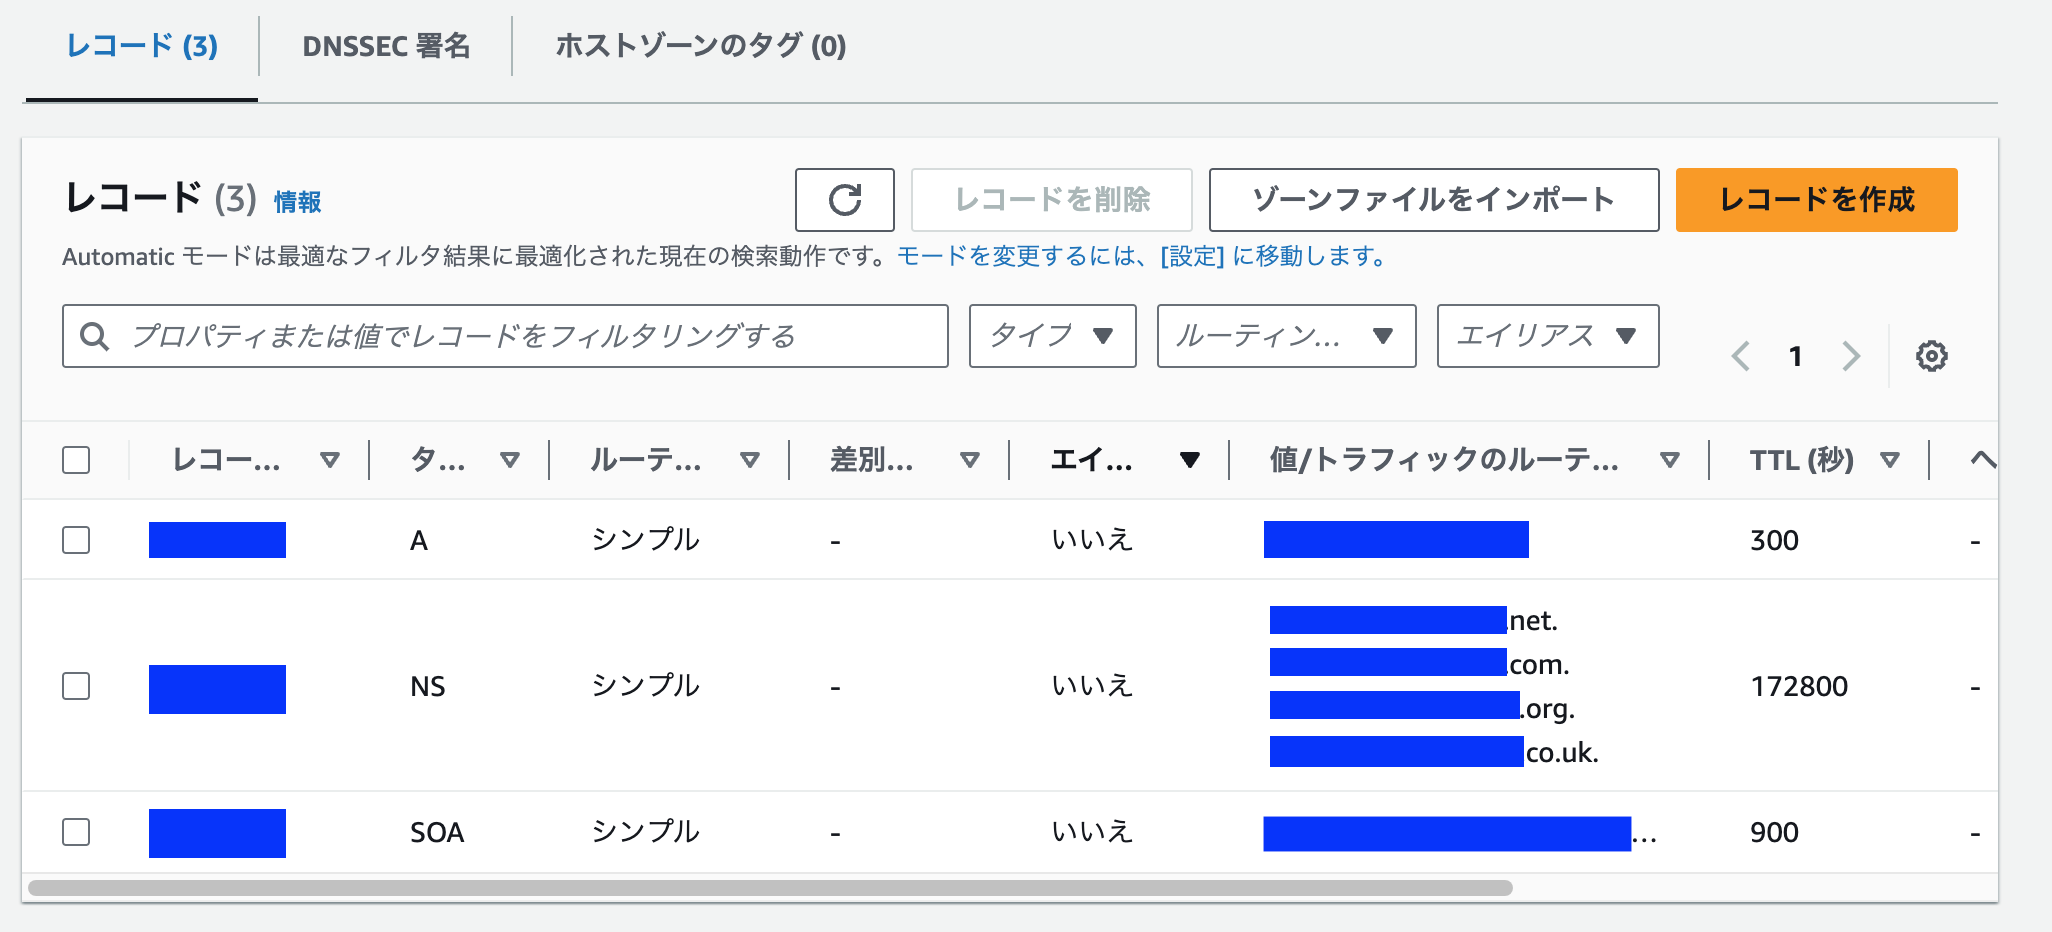 レコード (3)
DNSSEC 署名
ホストゾーンのタグ (0)
レコード (3) 情報
レコードを削除
ゾーンファイルをインポート
レコードを作成
Automatic モードは最適なフィルタ結果に最適化された現在の検索動作です。モードを変更するには、[設定] に移動します。
プロパティまたは値でレコードをフィルタリングする
タイプ
ルーティン...
エイリアス
1
レコー...
タ...
ルーテ...
差別...
エイ...
値/トラフィックのルーテ...
TTL (秒)
A
シンプル
-
いいえ
300
-
NS
シンプル
-
いいえ
.net.
.com.
.org.
co.uk.
172800
-
SOA
シンプル
-
いいえ
...
900
-